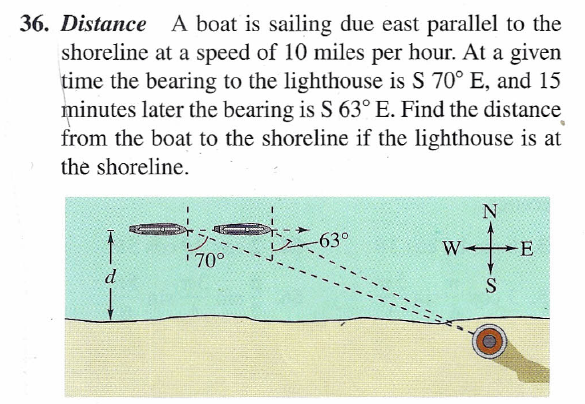 36. Distance A boat is sailing due east parallel to the
shoreline at a speed of 10 miles per hour. At a given
time the bearing to the lighthouse is S 70° E, and 15
minutes later the bearing is S 63° E. Find the distance
from the boat to the shoreline if the lighthouse is at
the shoreline.
N
63°
W E
70°
d
S